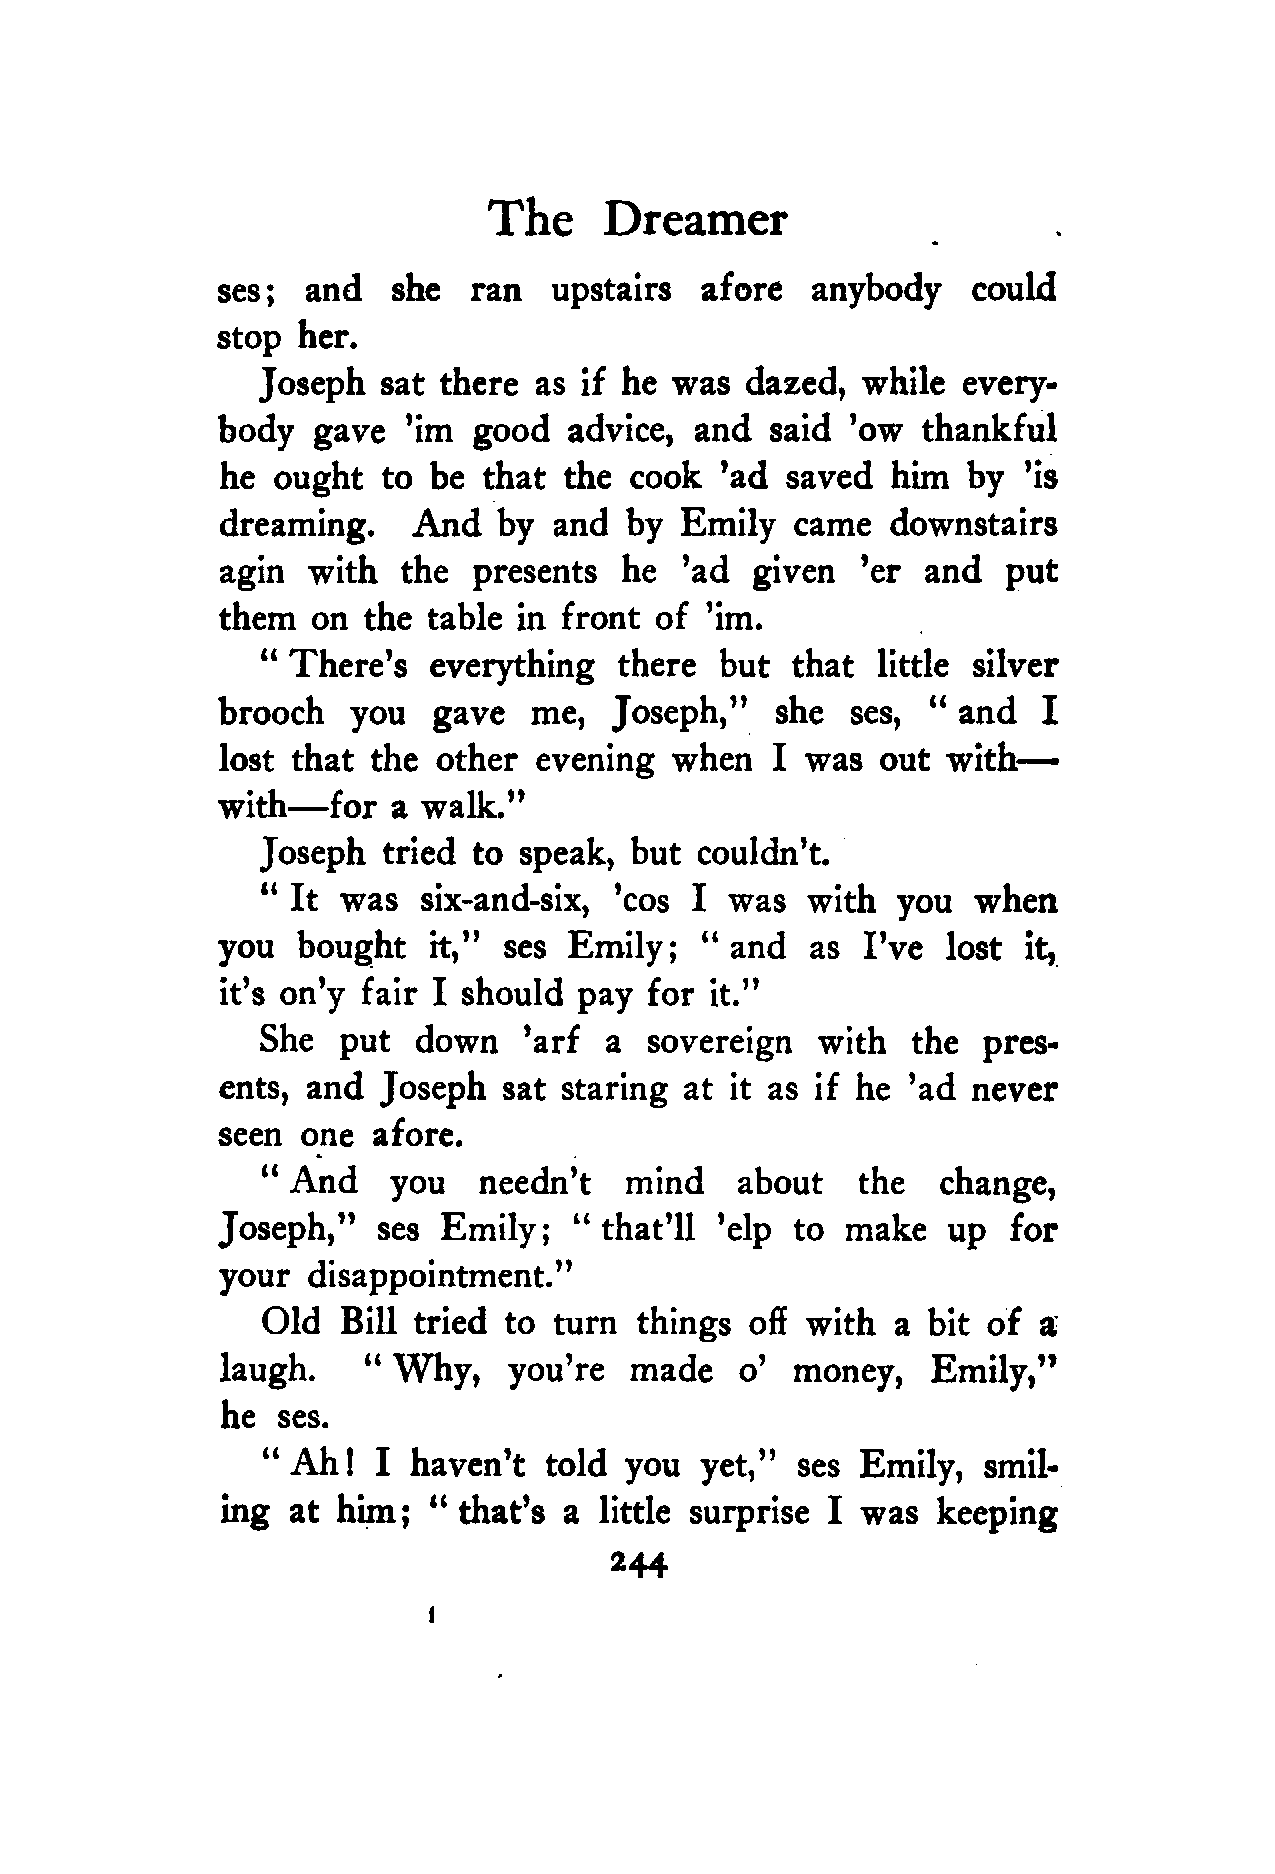 The Dreamer
ses; and she ran upstairs afore anybody could
stop her.
Joseph sat there as if he was dazed, while every-
body gave 'im good advice, and said 'ow thankful
he ought to be that the cook 'ad saved him by 'is
dreaming. And by and by Emily came downstairs
agin with the presents he 'ad given 'er and put
them on the table in front of 'im.
"There's everything there but that little silver
brooch you gave me, Joseph," she ses, "and I
lost that the other evening when I was out with—
with—for a walk."
Joseph tried to speak, but couldn't.
"It was six-and-six, 'cos I was with you when
you bought it," ses Emily; "and as I've lost it,
it's on'y fair I should pay for it."
She put down 'arf a sovereign with the pres-
ents, and Joseph sat staring at it as if he 'ad never
seen one afore.
"And you needn't mind about the change,
Joseph," ses Emily; "that'll 'elp to make up for
your disappointment."
Old Bill tried to turn things off with a bit of a
laugh. "Why, you're made o' money, Emily,"
he ses.
"Ah! I haven't told you yet," ses Emily, smil-
ing at him; "that's a little surprise I was keeping
244